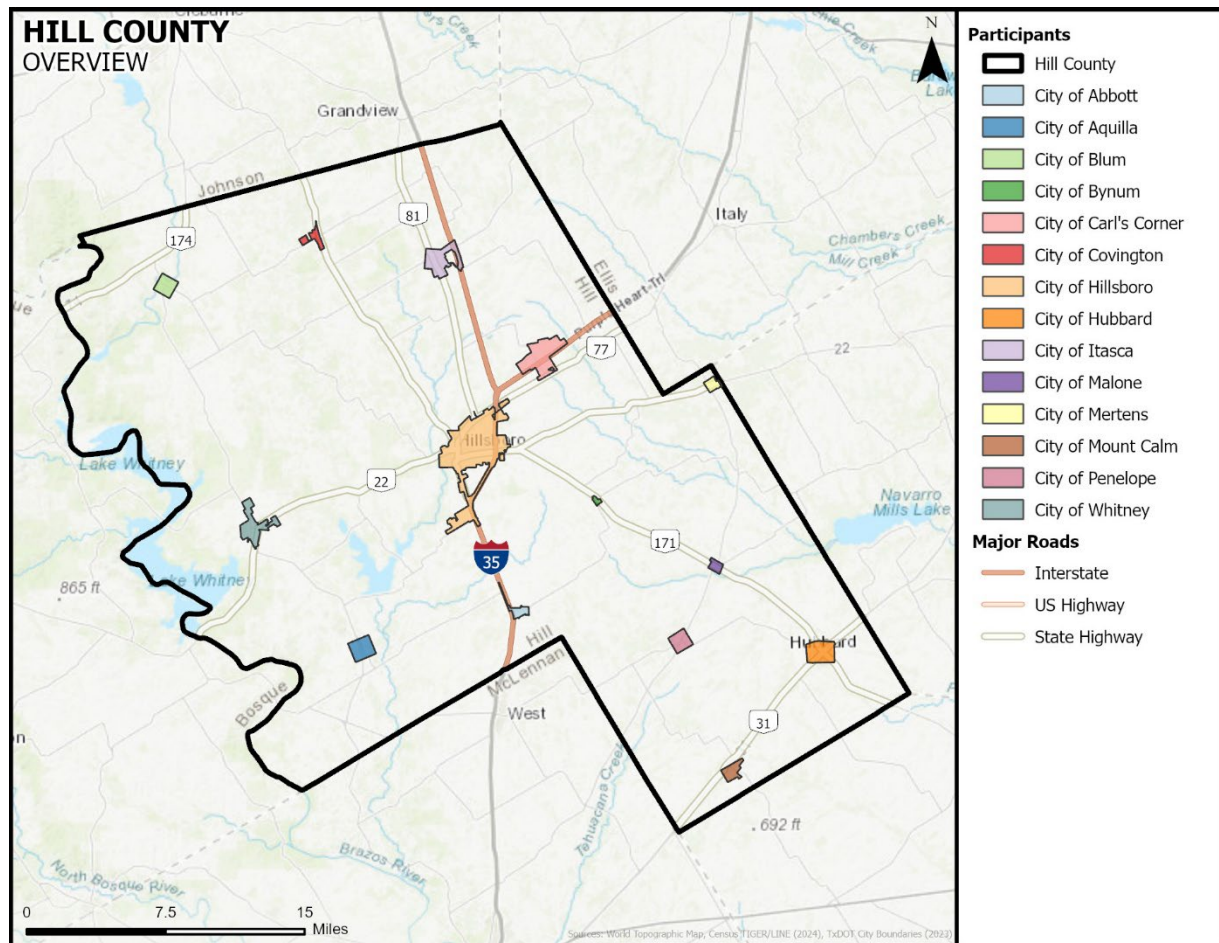 HILL COUNTY
OVERVIEW
N
Grandview
Johnson
81
Italy
Chambers Creek
Mill Creek
174
Ellis
Hill
Heart-Trl
77
22
Hillsboro
Lake Whitney
22
Navarro
Mills Lake
171
35
Lake Whitney
865 ft
Hubbard
Hill
McLennan
Bosque
West
31
Tehuacana Creek
692 ft
Brazos River
North Bosque River
0
7.5
15
Miles
Sources: World Topographic Map, Census TIGER/LINE (2024), TxDOT City Boundaries (2023)
Participants
Hill County
City of Abbott
City of Aquilla
City of Blum
City of Bynum
City of Carl's Corner
City of Covington
City of Hillsboro
City of Hubbard
City of Itasca
City of Malone
City of Mertens
City of Mount Calm
City of Penelope
City of Whitney
Major Roads
Interstate
US Highway
State Highway